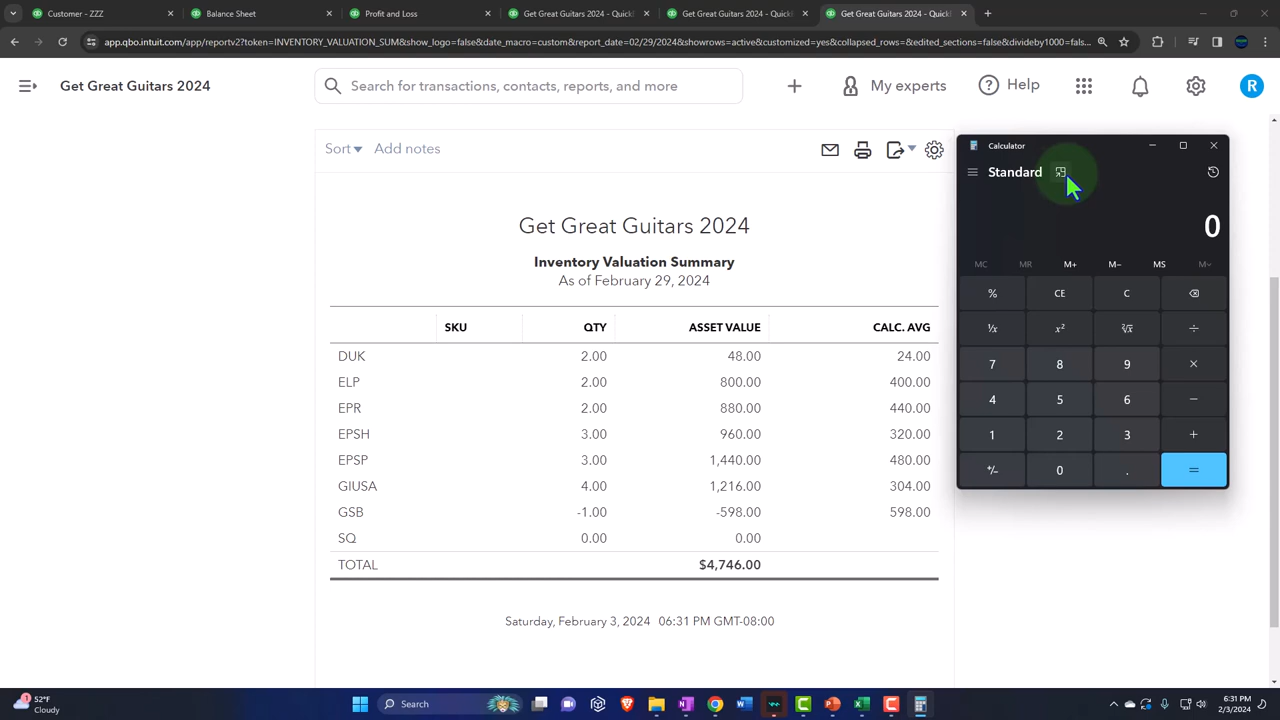 Customer - ZZZ
Balance Sheet
Profit and Loss
Get Great Guitars 2024 - Quickl
Get Great Guitars 2024 - Quickl
Get Great Guitars 2024 - Quickl
app.qbo.intuit.com/app/reportv2?token=INVENTORY_VALUATION_SUM&show_logo=false&date_macro=custom&report_date=02/29/2024&showrows=active&customized=yes&collapsed_rows=&edited_sections=false&divideby1000=fals...
Get Great Guitars 2024
Search for transactions, contacts, reports, and more
My experts
Help
R
Sort
Add notes
Get Great Guitars 2024
Inventory Valuation Summary
As of February 29, 2024
SKU QTY ASSET VALUE CALC. AVG
DUK 2.00 48.00 24.00
ELP 2.00 800.00 400.00
EPR 2.00 880.00 440.00
EPSH 3.00 960.00 320.00
EPSP 3.00 1,440.00 480.00
GIUSA 4.00 1,216.00 304.00
GSB -1.00 -598.00 598.00
SQ 0.00 0.00
TOTAL $4,746.00
Saturday, February 3, 2024 06:31 PM GMT-08:00
Calculator
Standard
0
MC MR M+ M− MS M˅
% CE C
¹/x x² ²√x ÷
7 8 9 ×
4 5 6 −
1 2 3 +
+/− 0 . =
52°F
Cloudy
1
Search
6:31 PM
2/3/2024